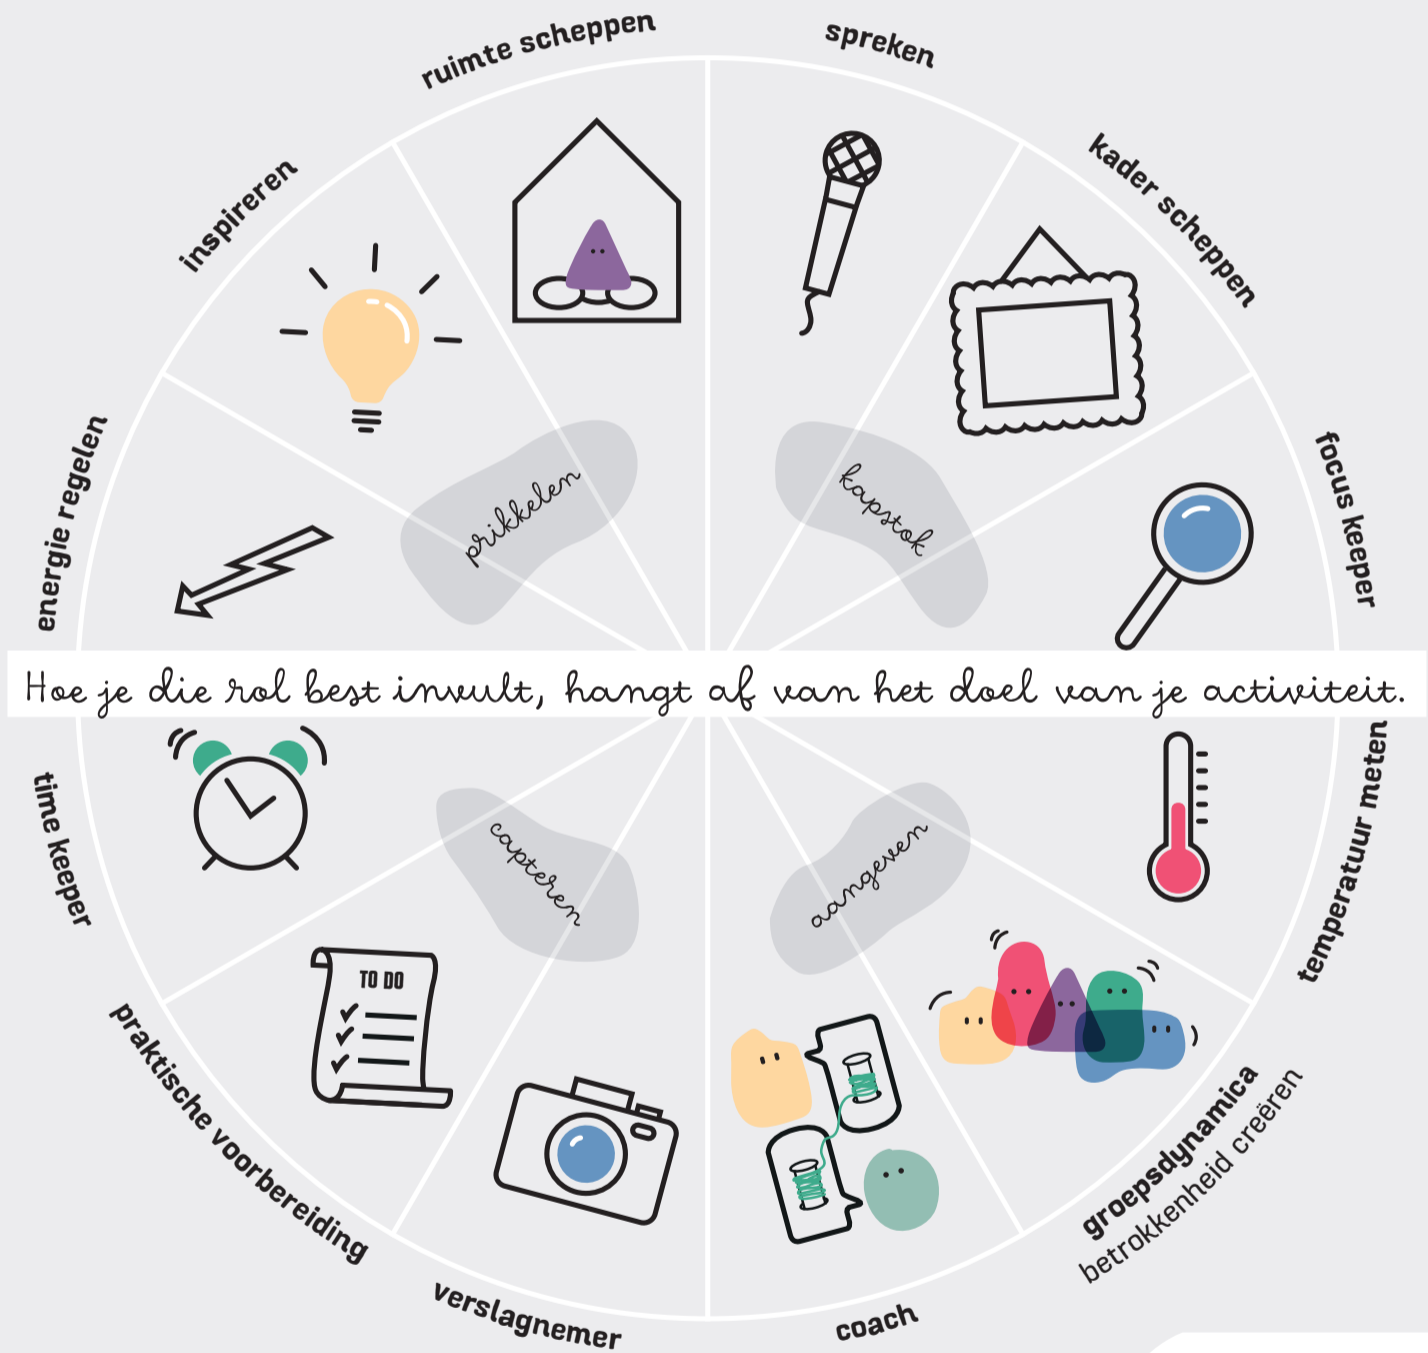 ruimte scheppen
spreken
inspireren
kader scheppen
energie regelen
focus keeper
prikkelen
kapstok
Hoe je die rol best invult, hangt af van het doel van je activiteit.
time keeper
temperatuur meten
capteren
aangeven
TO DO
praktische voorbereiding
groepsdynamica
betrokkenheid creëren
verslagnemer
coach